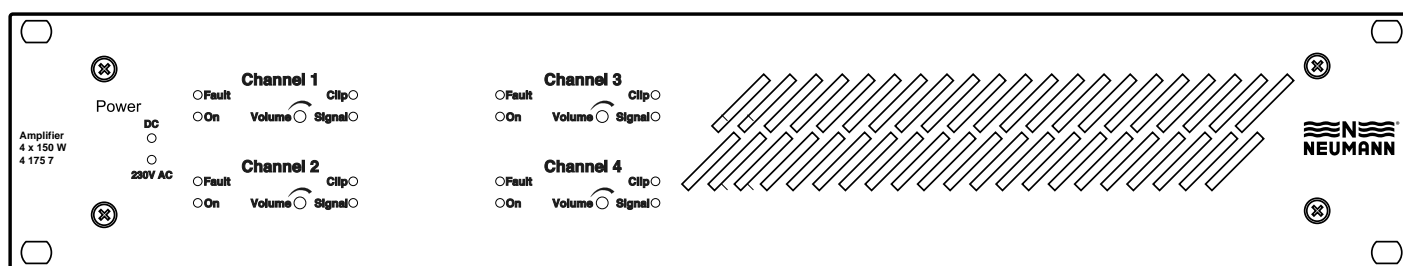 Power
DC
230V AC
Amplifier
4 x 150 W
4 175 7
Channel 1
Fault
Clip
On
Volume
Signal
Channel 2
Fault
Clip
On
Volume
Signal
Channel 3
Fault
Clip
On
Volume
Signal
Channel 4
Fault
Clip
On
Volume
Signal
N
NEUMANN
®